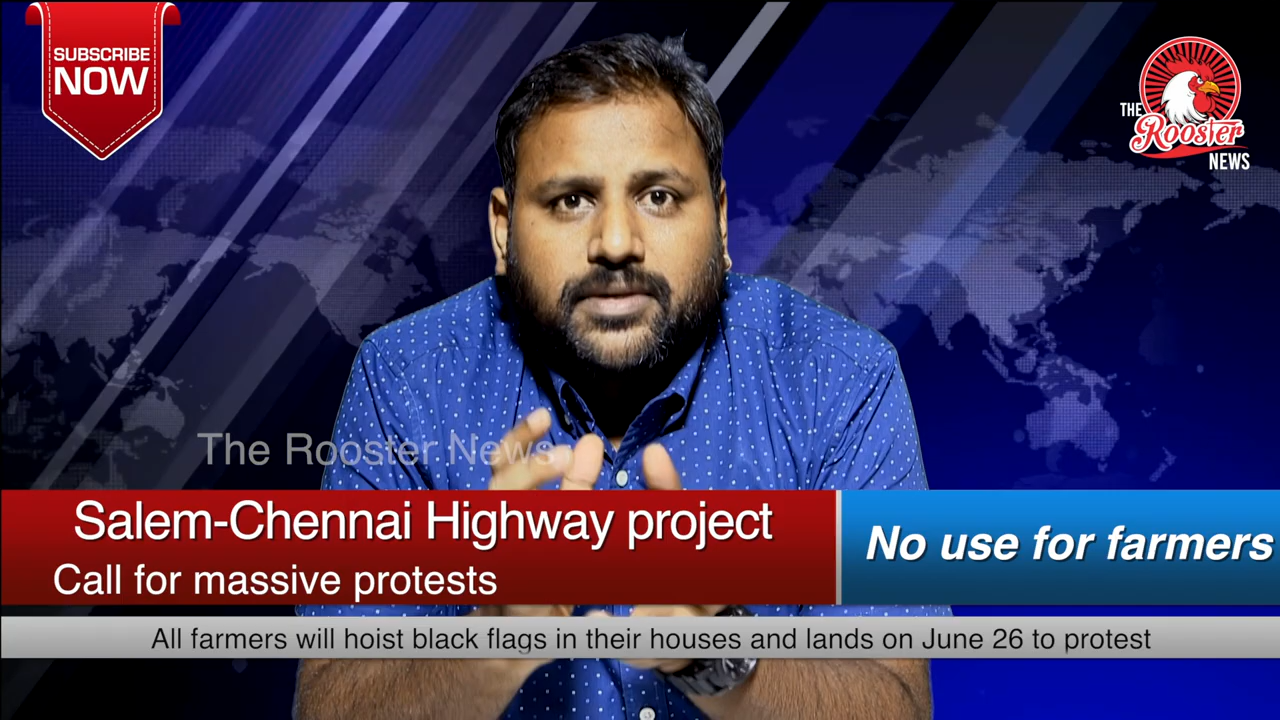 SUBSCRIBE
NOW
THE
Rooster
NEWS
The Rooster News
Salem-Chennai Highway project
Call for massive protests
No use for farmers
All farmers will hoist black flags in their houses and lands on June 26 to protest